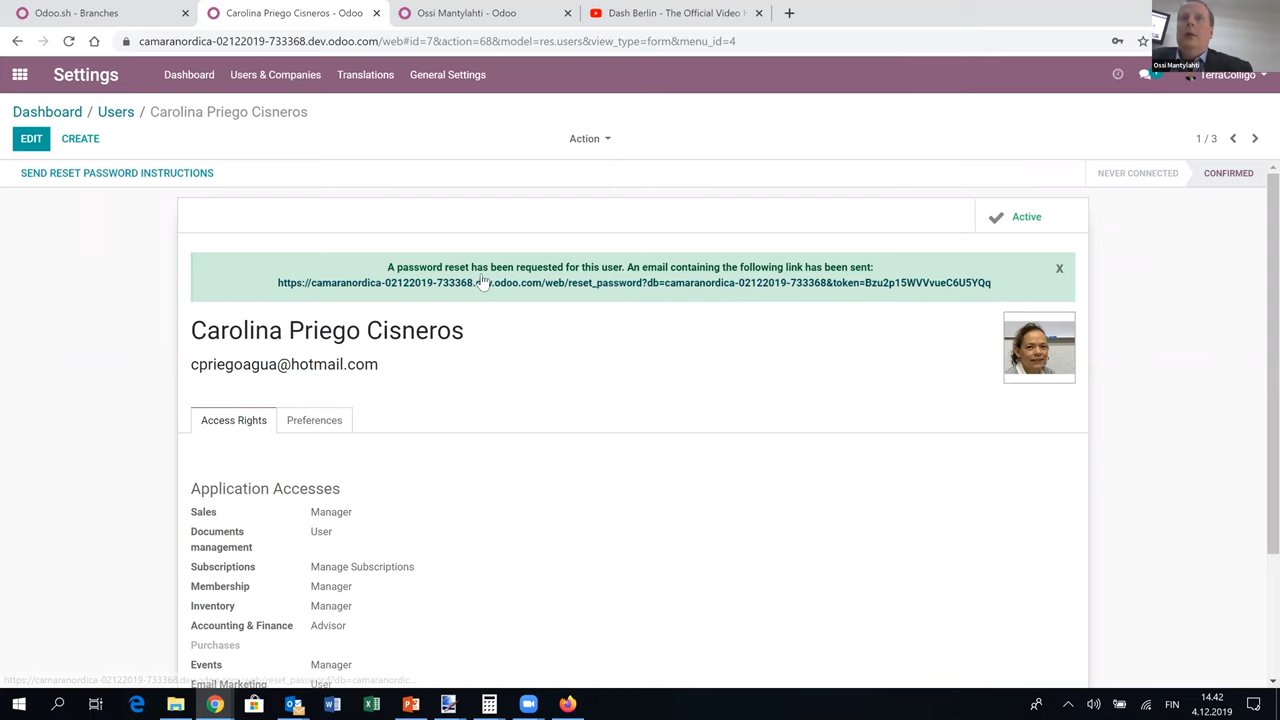 Odoo.sh - Branches
Carolina Priego Cisneros - Odoo
Ossi Mantylahti - Odoo
Dash Berlin - The Official Video H
camaranordica-02122019-733368.dev.odoo.com/web#id=7&action=68&model=res.users&view_type=form&menu_id=4
Ossi Mantylahti
Settings
Dashboard
Users & Companies
Translations
General Settings
TerraColligo
Dashboard / Users / Carolina Priego Cisneros
EDIT
CREATE
Action
1 / 3
SEND RESET PASSWORD INSTRUCTIONS
NEVER CONNECTED
CONFIRMED
Active
A password reset has been requested for this user. An email containing the following link has been sent:
X
https://camaranordica-02122019-733368.dev.odoo.com/web/reset_password?db=camaranordica-02122019-733368&token=Bzu2p15WVVvueC6U5YQq
Carolina Priego Cisneros
cpriegoagua@hotmail.com
Access Rights
Preferences
Application Accesses
Sales Manager
Documents User
management
Subscriptions Manage Subscriptions
Membership Manager
Inventory Manager
Accounting & Finance Advisor
Purchases
Events Manager
Email Marketing User
FIN
14.42
4.12.2019